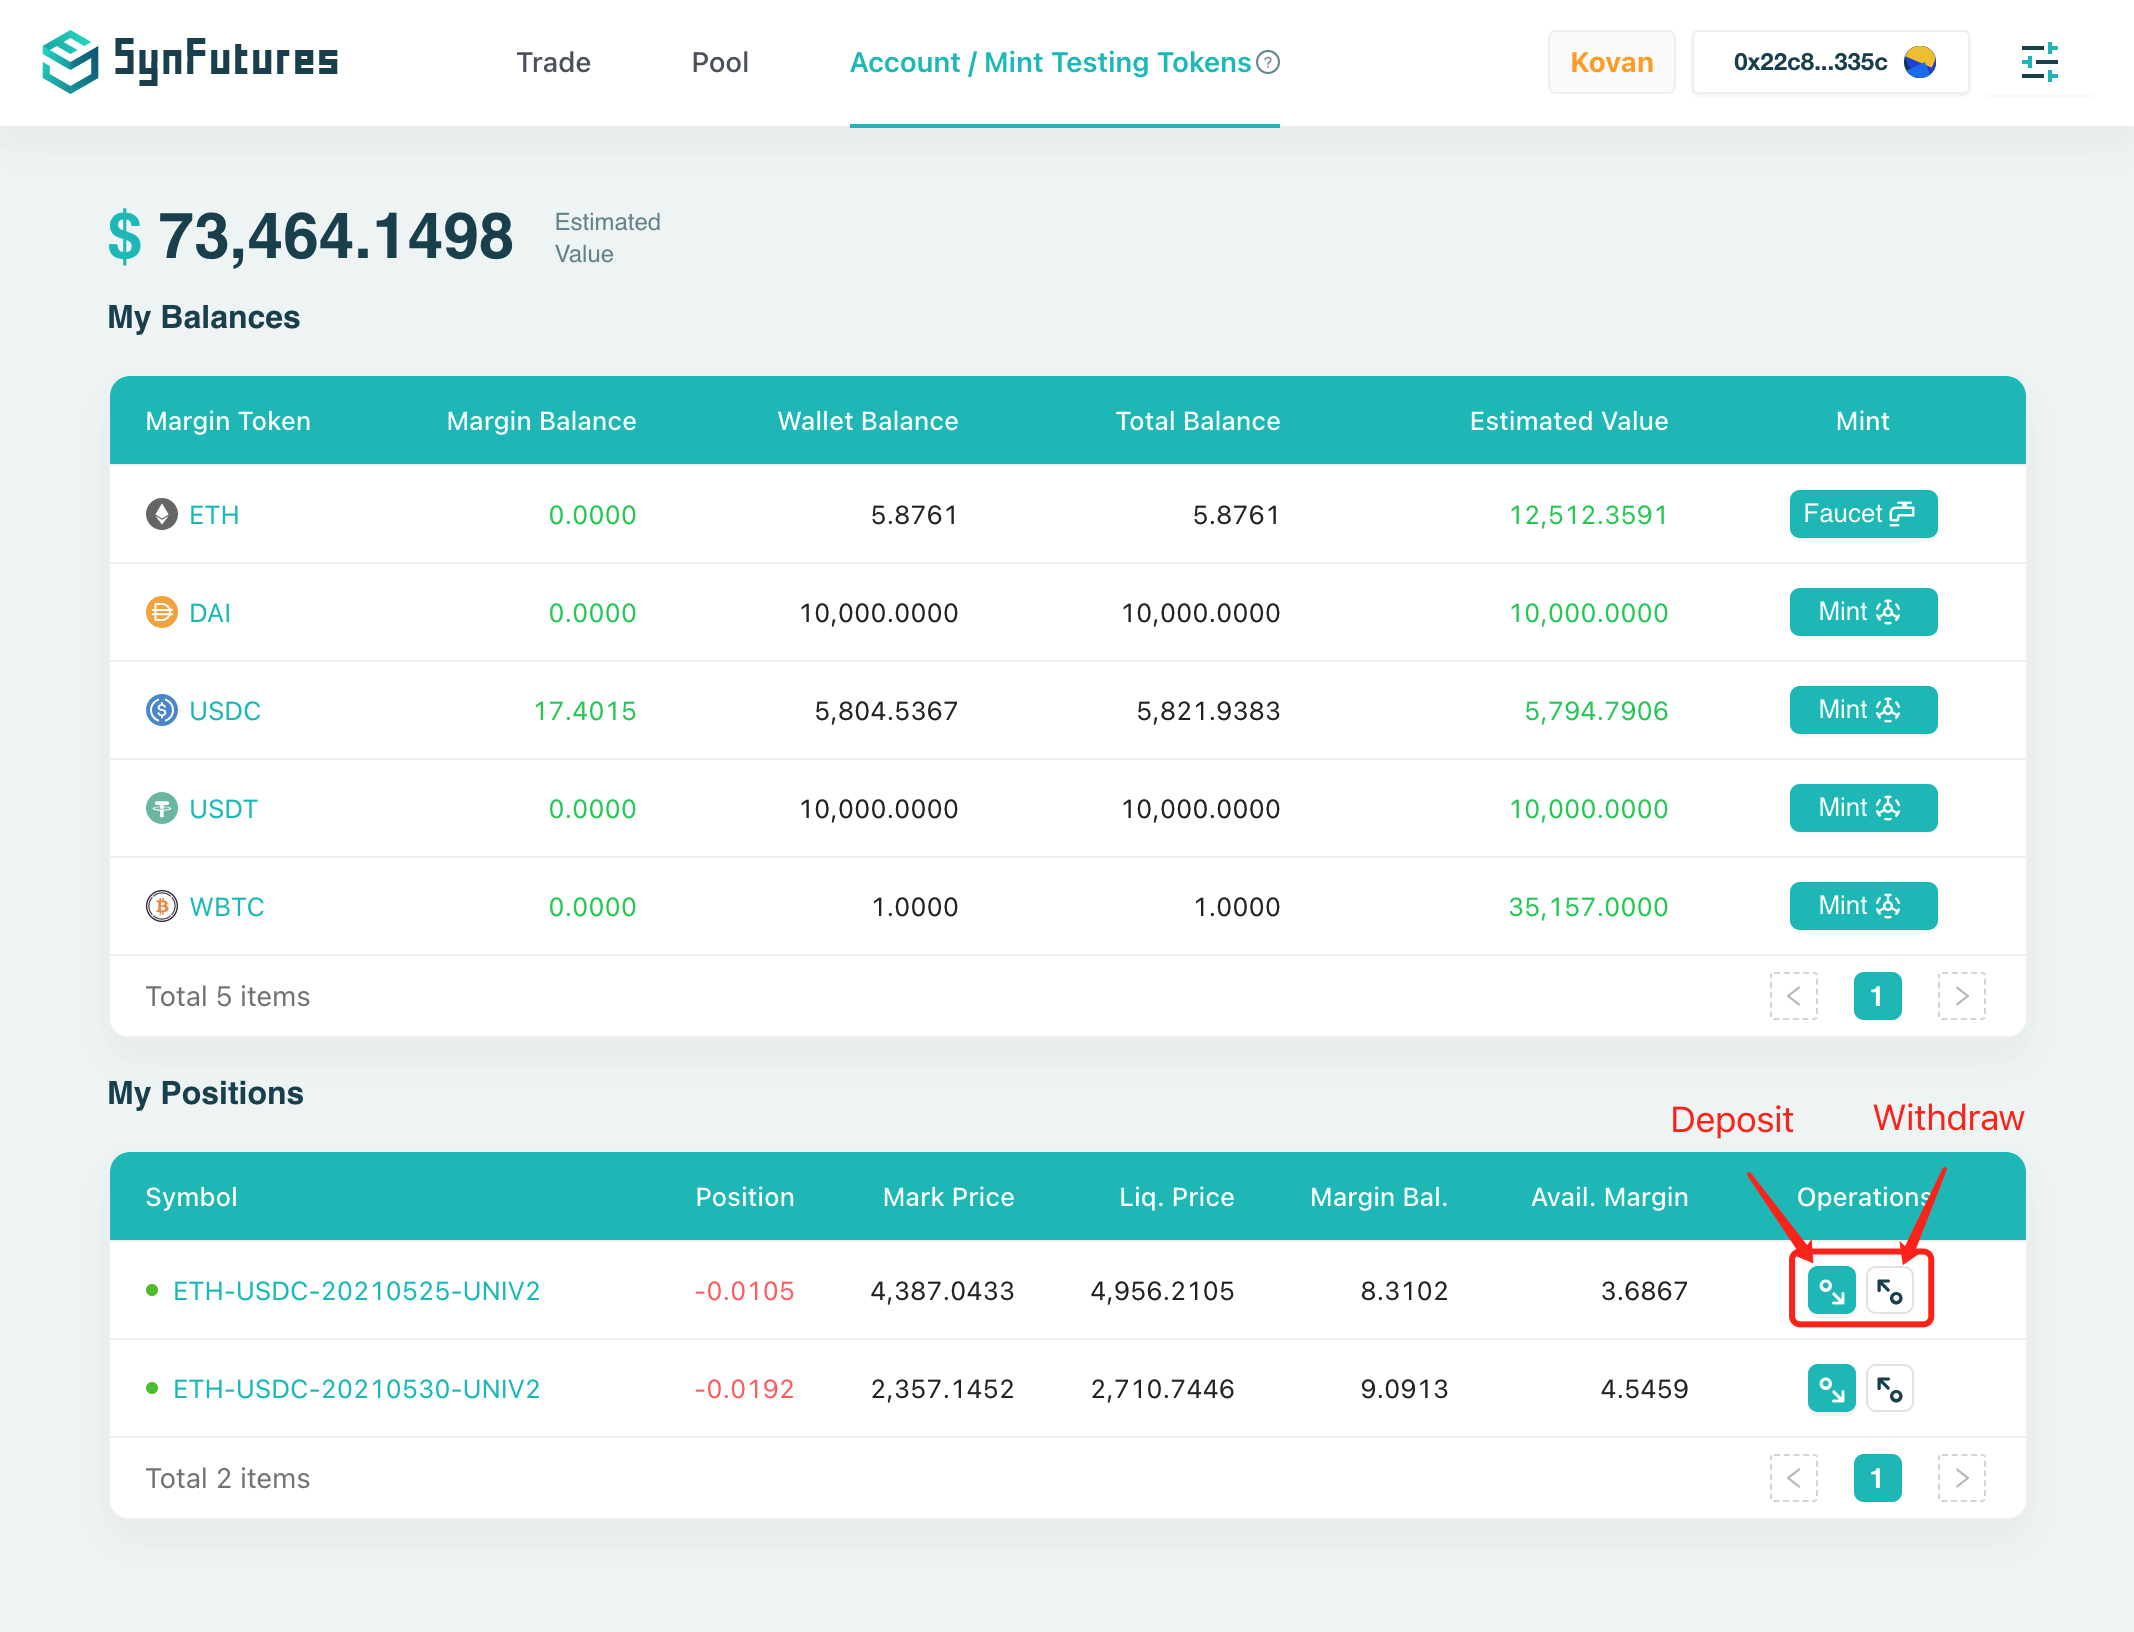 SynFutures
Trade Pool Account / Mint Testing Tokens ? Kovan 0x22c8...335c
$ 73,464.1498 Estimated
Value
My Balances
Margin Token Margin Balance Wallet Balance Total Balance Estimated Value Mint
ETH 0.0000 5.8761 5.8761 12,512.3591 Faucet
DAI 0.0000 10,000.0000 10,000.0000 10,000.0000 Mint
USDC 17.4015 5,804.5367 5,821.9383 5,794.7906 Mint
USDT 0.0000 10,000.0000 10,000.0000 10,000.0000 Mint
WBTC 0.0000 1.0000 1.0000 35,157.0000 Mint
Total 5 items < 1 >
My Positions
Deposit Withdraw
Symbol Position Mark Price Liq. Price Margin Bal. Avail. Margin Operations
ETH-USDC-20210525-UNIV2 -0.0105 4,387.0433 4,956.2105 8.3102 3.6867
ETH-USDC-20210530-UNIV2 -0.0192 2,357.1452 2,710.7446 9.0913 4.5459
Total 2 items < 1 >